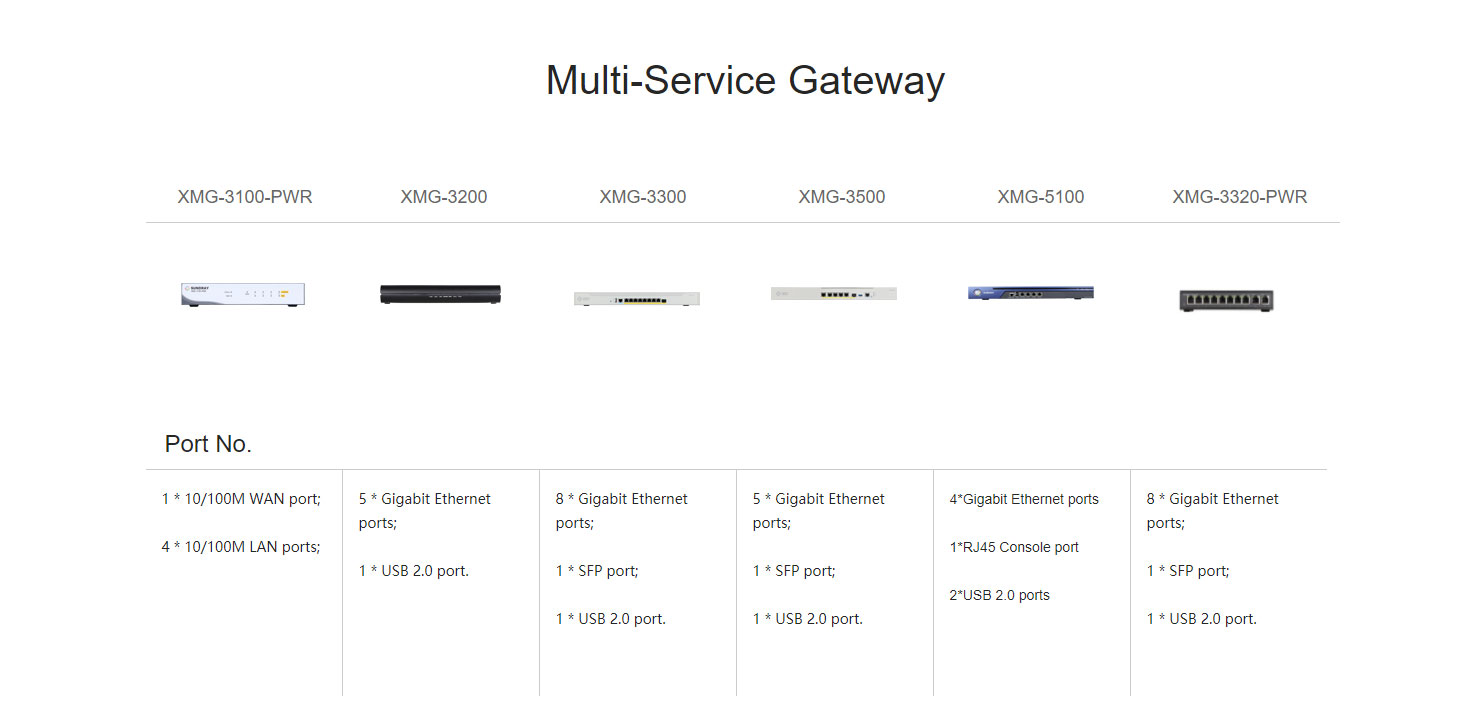 Multi-Service Gateway
XMG-3100-PWR
XMG-3200
XMG-3300
XMG-3500
XMG-5100
XMG-3320-PWR
SUNDRAY
Port No.
1 * 10/100M WAN port;
4 * 10/100M LAN ports;
5 * Gigabit Ethernet
ports;
1 * USB 2.0 port.
8 * Gigabit Ethernet
ports;
1 * SFP port;
1 * USB 2.0 port.
5 * Gigabit Ethernet
ports;
1 * SFP port;
1 * USB 2.0 port.
4*Gigabit Ethernet ports
1*RJ45 Console port
2*USB 2.0 ports
8 * Gigabit Ethernet
ports;
1 * SFP port;
1 * USB 2.0 port.